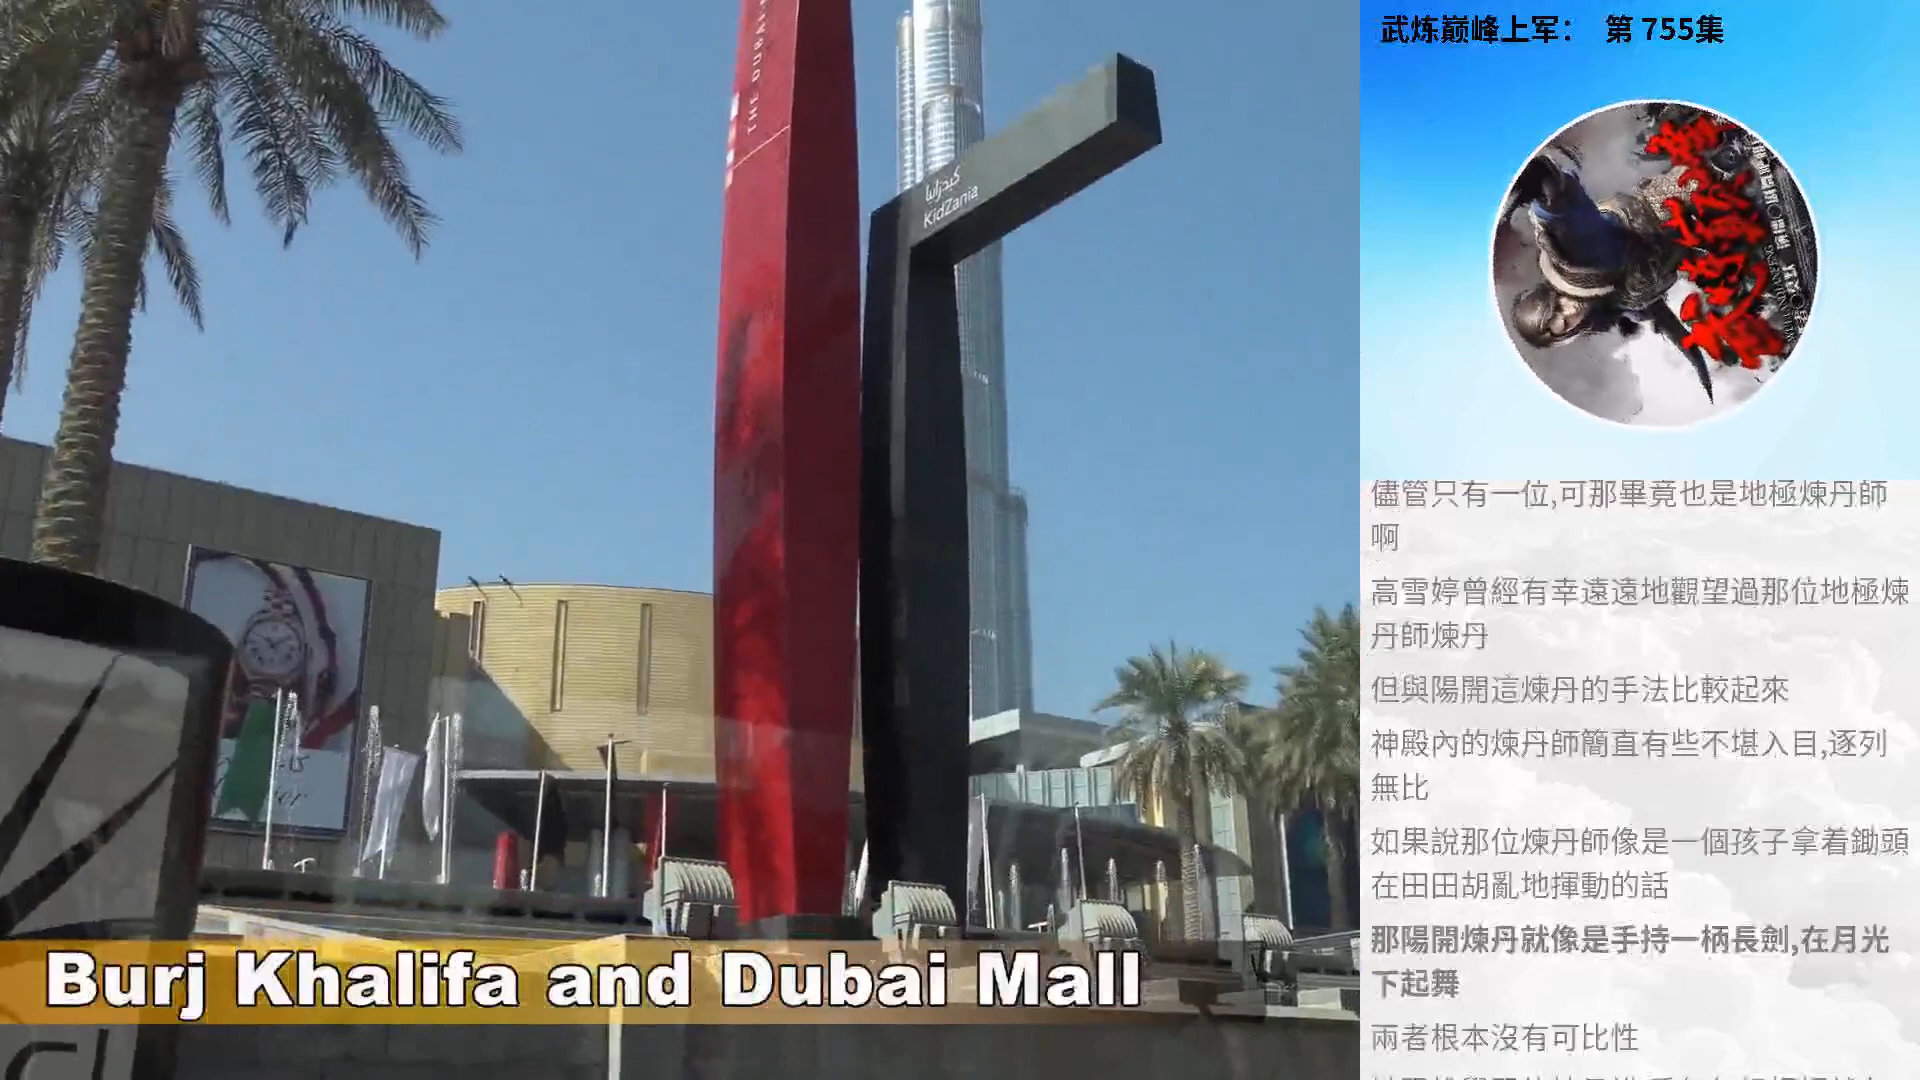 THE DUBAI
كيدزانيا
KidZania
Burj Khalifa and Dubai Mall
武炼巅峰上军： 第 755集
儘管只有一位,可那畢竟也是地極煉丹師
啊
高雪婷曾經有幸遠遠地觀望過那位地極煉
丹師煉丹
但與陽開這煉丹的手法比較起來
神殿內的煉丹師簡直有些不堪入目,逐列
無比
如果說那位煉丹師像是一個孩子拿着鋤頭
在田田胡亂地揮動的話
那陽開煉丹就像是手持一柄長劍,在月光
下起舞
兩者根本沒有可比性